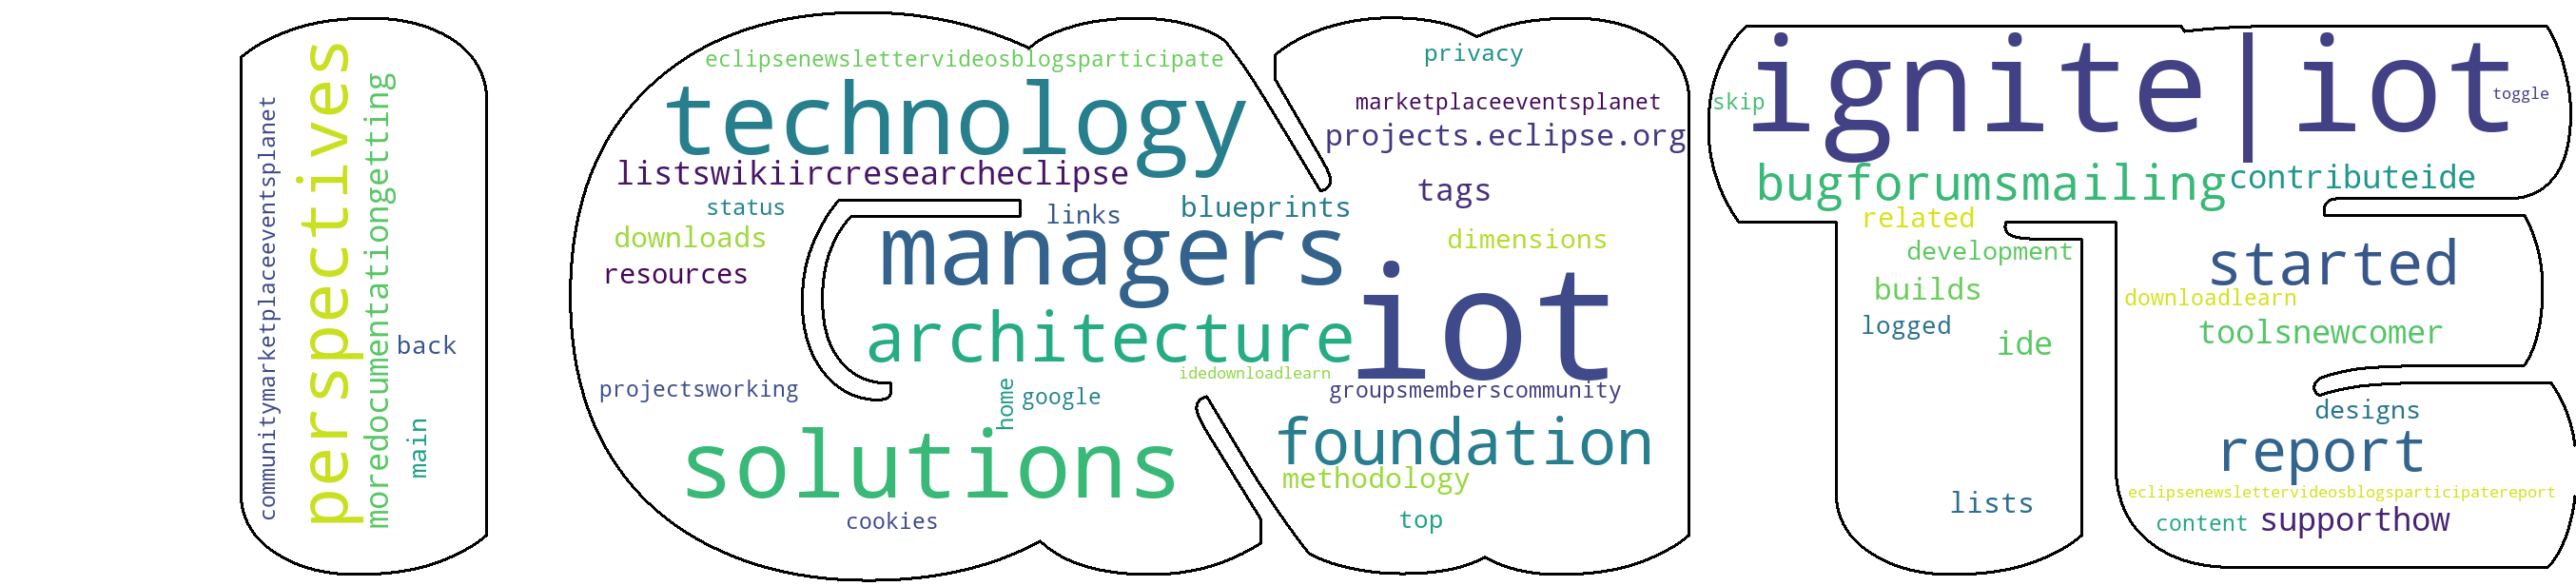 communitymarketplaceeventsplanet
perspectives
moredocumentationgetting
back
main
eclipsenewslettervideosblogsparticipate
technology
listswikiircresearcheclipse
status
links
blueprints
downloads
managers
resources
architecture
idedownloadlearn
projectsworking
home
google
solutions
cookies
privacy
marketplaceeventsplanet
projects.eclipse.org
tags
dimensions
iot
groupsmemberscommunity
foundation
methodology
top
ignite|iot
skip
toggle
bugforumsmailing
contributeide
related
development
builds
logged
ide
lists
started
downloadlearn
toolsnewcomer
designs
report
eclipsenewslettervideosblogsparticipatereport
content
supporthow